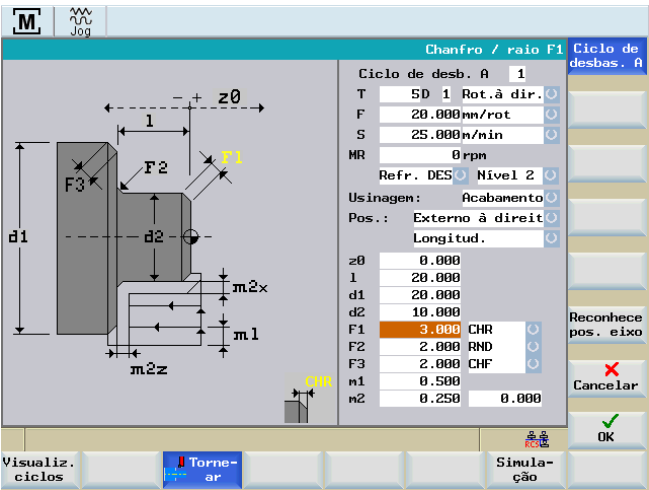 M
Jog
Chanfro / raio F1
Ciclo de
desbas. A
Ciclo de desb. A 1
T 5 D 1 Rot.à dir.
F 20.000 mm/rot
S 25.000 m/min
MR 0 rpm
Refr. DES Nível 2
Usinagem: Acabamento
Pos.: Externo à direit
Longitud.
z0 0.000
l 20.000
d1 20.000
d2 10.000
F1 3.000 CHR
F2 2.000 RND
F3 2.000 CHF
m1 0.500
m2 0.250 0.000
- + z0
l
F1
F2
F3
d1
d2
m2x
m1
m2z
CHR
Reconhece
pos. eixo
Cancelar
OK
RCS
Visualiz.
ciclos
Torne-
ar
Simula-
ção